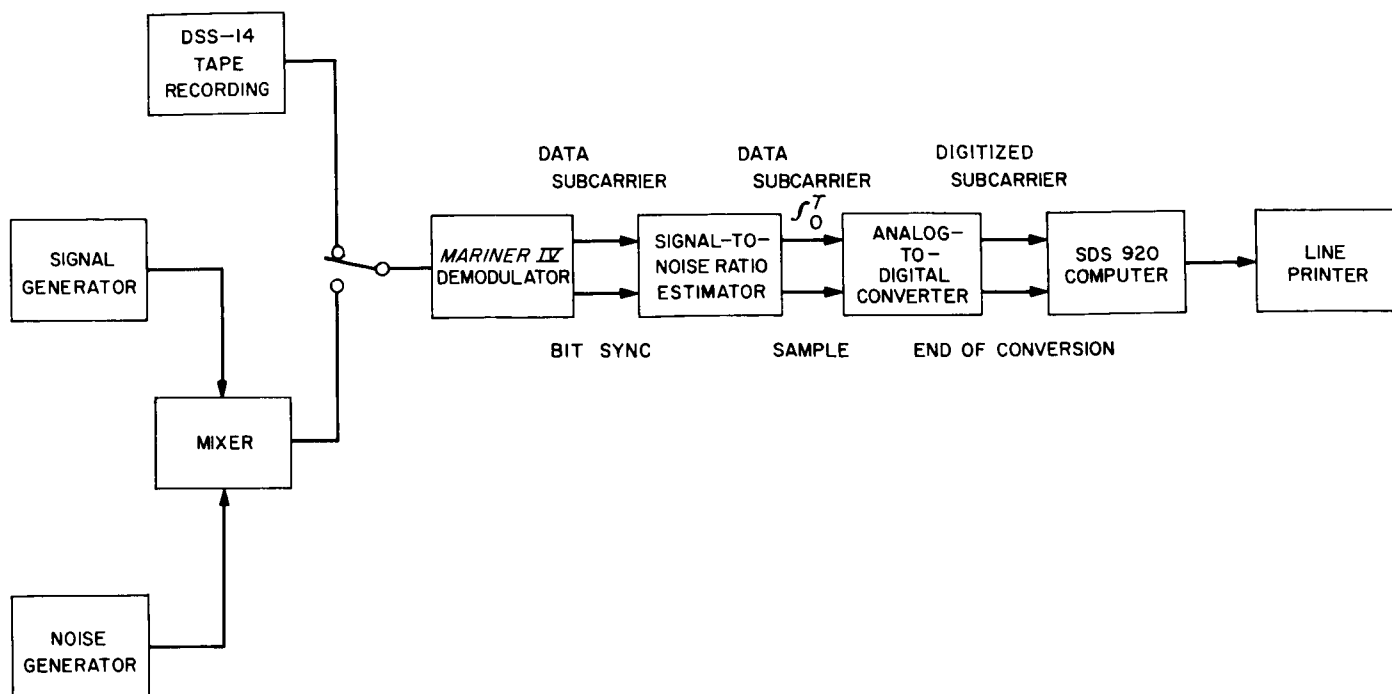 DSS-14
TAPE
RECORDING
DATA
SUBCARRIER
DATA
SUBCARRIER
∫₀ᵀ
DIGITIZED
SUBCARRIER
SIGNAL
GENERATOR
MARINER IV
DEMODULATOR
SIGNAL-TO-
NOISE RATIO
ESTIMATOR
ANALOG-
TO-
DIGITAL
CONVERTER
SDS 920
COMPUTER
LINE
PRINTER
BIT SYNC
SAMPLE
END OF CONVERSION
MIXER
NOISE
GENERATOR